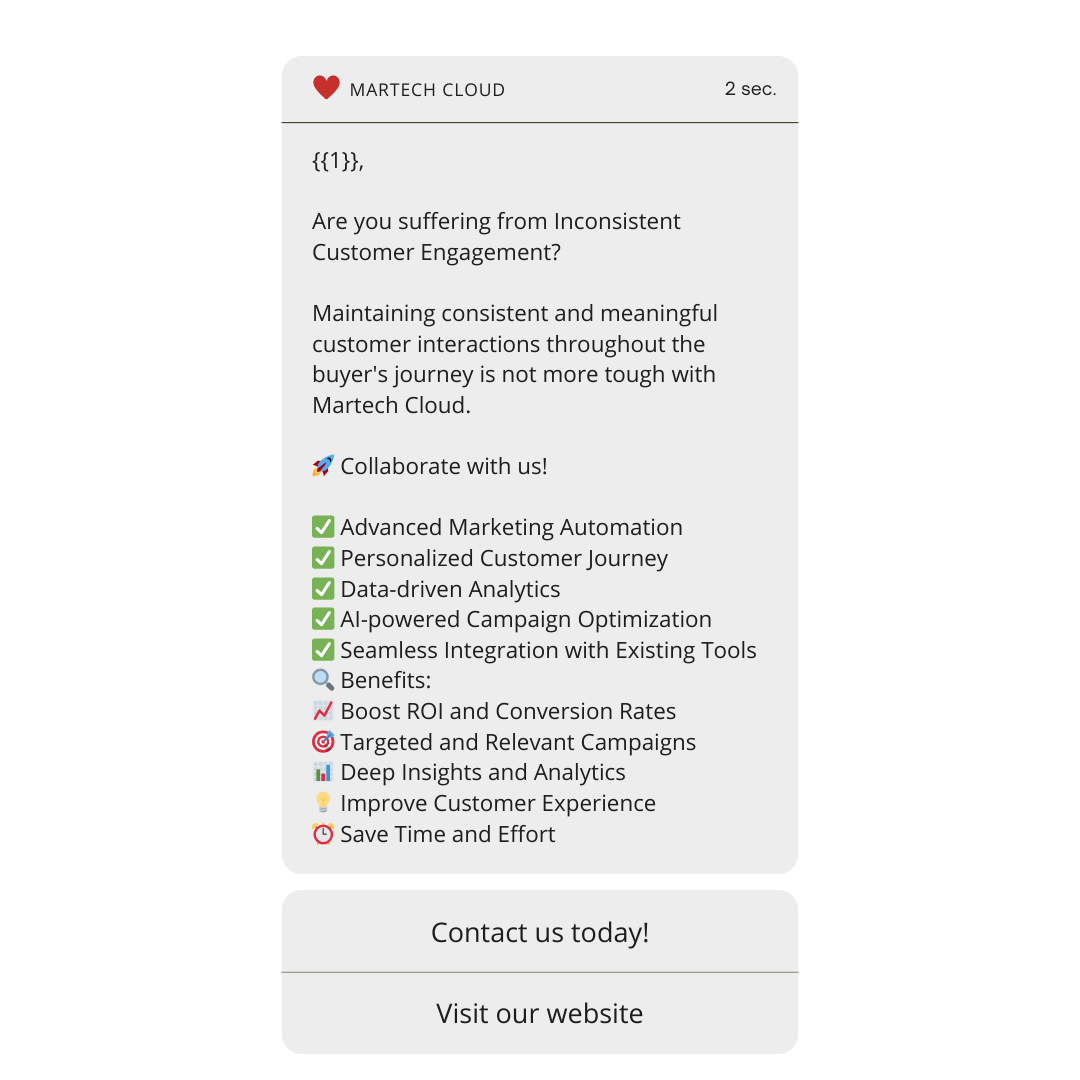 MARTECH CLOUD
2 sec.
{{1}},
Are you suffering from Inconsistent
Customer Engagement?
Maintaining consistent and meaningful
customer interactions throughout the
buyer's journey is not more tough with
Martech Cloud.
🚀 Collaborate with us!
✅ Advanced Marketing Automation
✅ Personalized Customer Journey
✅ Data-driven Analytics
✅ AI-powered Campaign Optimization
✅ Seamless Integration with Existing Tools
🔍 Benefits:
📈 Boost ROI and Conversion Rates
🎯 Targeted and Relevant Campaigns
📊 Deep Insights and Analytics
💡 Improve Customer Experience
⏰ Save Time and Effort
Contact us today!
Visit our website